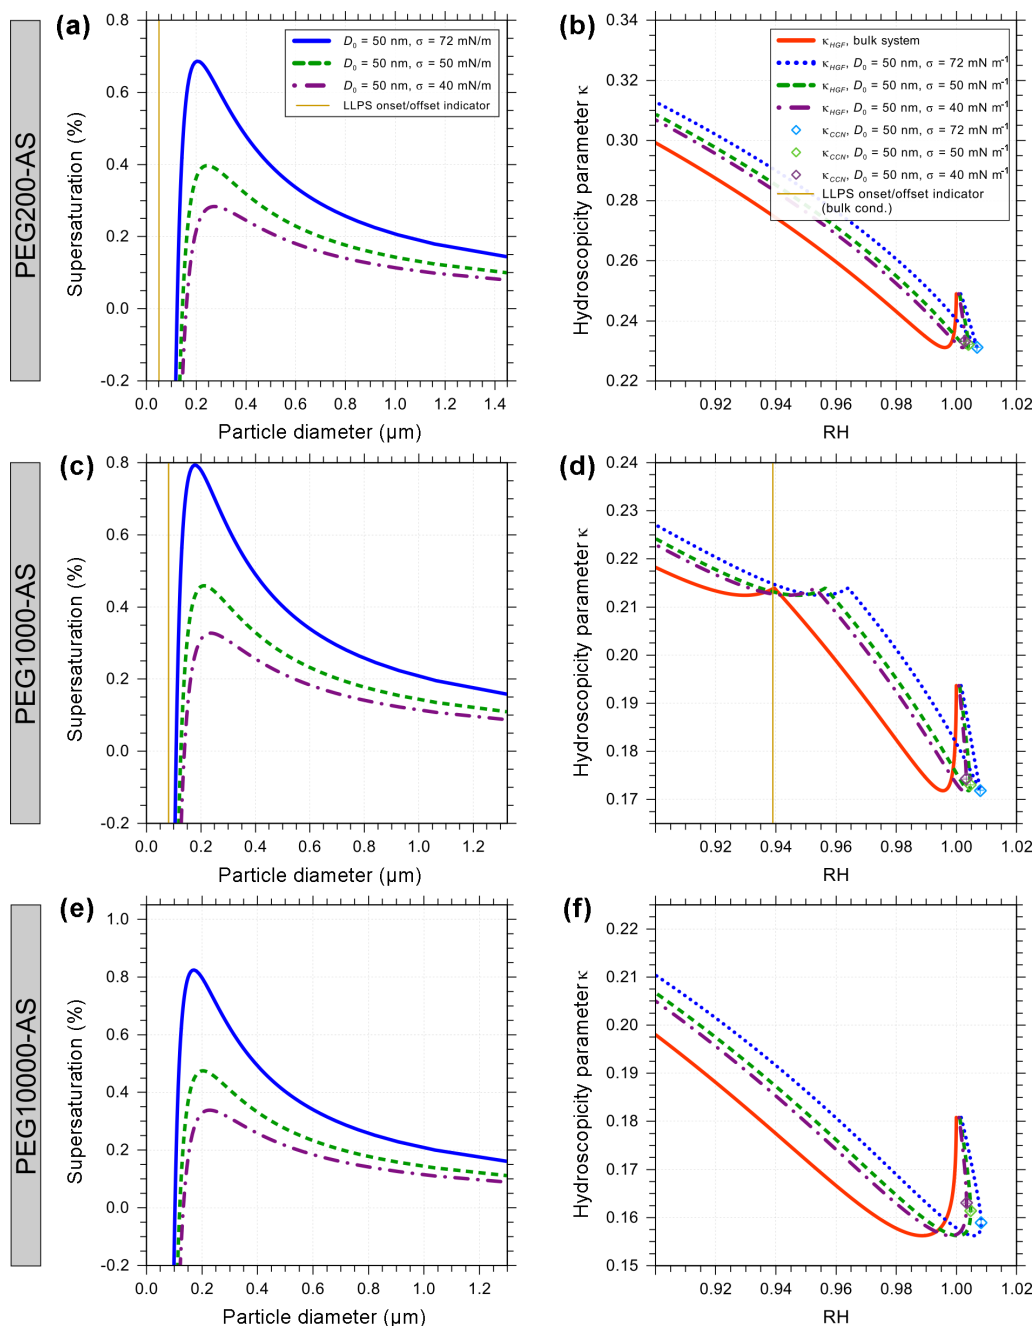 PEG200-AS
(a)
Supersaturation (%)
0.8
0.6
0.4
0.2
0.0
-0.2
D0 = 50 nm, σ = 72 mN/m
D0 = 50 nm, σ = 50 mN/m
D0 = 50 nm, σ = 40 mN/m
LLPS onset/offset indicator
0.0 0.2 0.4 0.6 0.8 1.0 1.2 1.4
Particle diameter (µm)
(b)
Hydroscopicity parameter κ
0.34
0.32
0.30
0.28
0.26
0.24
0.22
κHGF, bulk system
κHGF, D0 = 50 nm, σ = 72 mN m-1
κHGF, D0 = 50 nm, σ = 50 mN m-1
κHGF, D0 = 50 nm, σ = 40 mN m-1
κCCN, D0 = 50 nm, σ = 72 mN m-1
κCCN, D0 = 50 nm, σ = 50 mN m-1
κCCN, D0 = 50 nm, σ = 40 mN m-1
LLPS onset/offset indicator
(bulk cond.)
0.92 0.94 0.96 0.98 1.00 1.02
RH
PEG1000-AS
(c)
Supersaturation (%)
0.8
0.6
0.4
0.2
0.0
-0.2
0.0 0.2 0.4 0.6 0.8 1.0 1.2
Particle diameter (µm)
(d)
Hydroscopicity parameter κ
0.24
0.23
0.22
0.21
0.20
0.19
0.18
0.17
0.92 0.94 0.96 0.98 1.00 1.02
RH
PEG10000-AS
(e)
Supersaturation (%)
1.0
0.8
0.6
0.4
0.2
0.0
-0.2
0.0 0.2 0.4 0.6 0.8 1.0 1.2
Particle diameter (µm)
(f)
Hydroscopicity parameter κ
0.22
0.21
0.20
0.19
0.18
0.17
0.16
0.15
0.92 0.94 0.96 0.98 1.00 1.02
RH